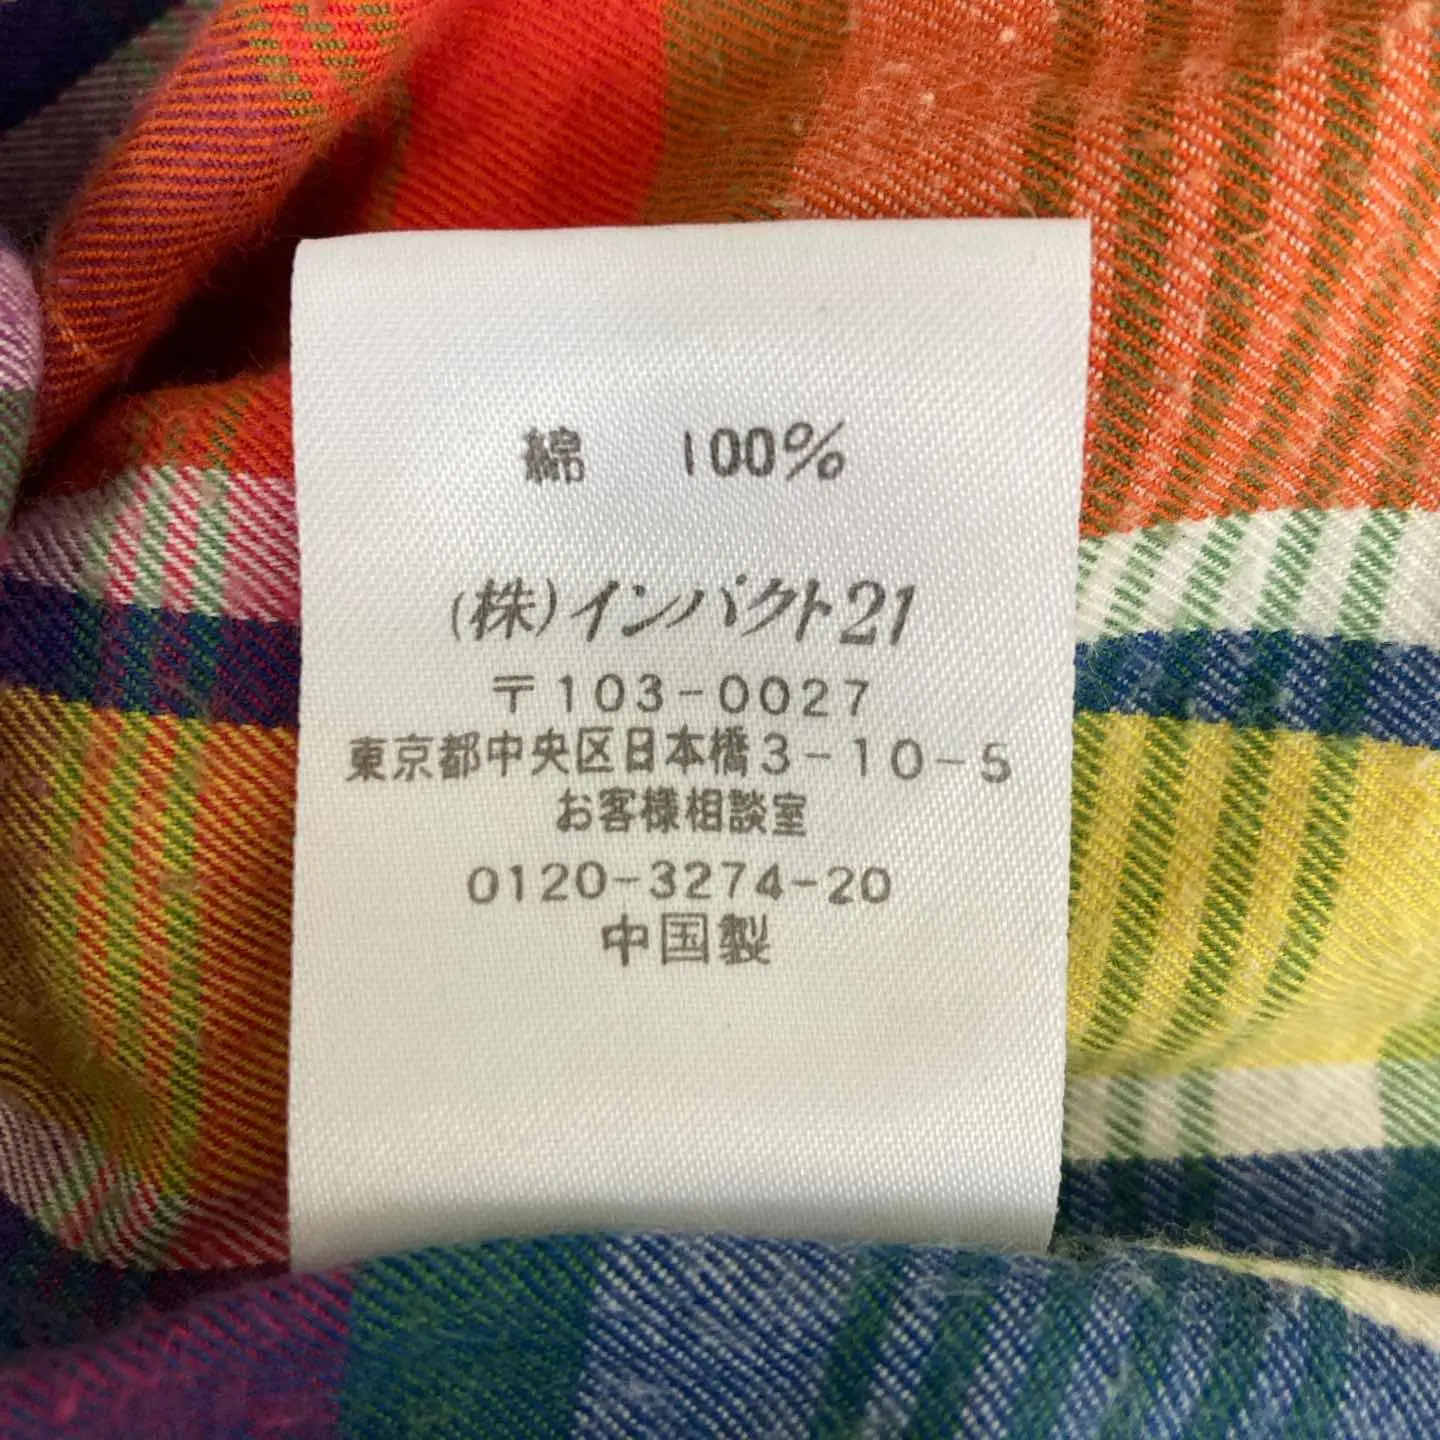 綿 100%
(株)インパクト21
〒103-0027
東京都中央区日本橋3-10-5
お客様相談室
0120-3274-20
中国製